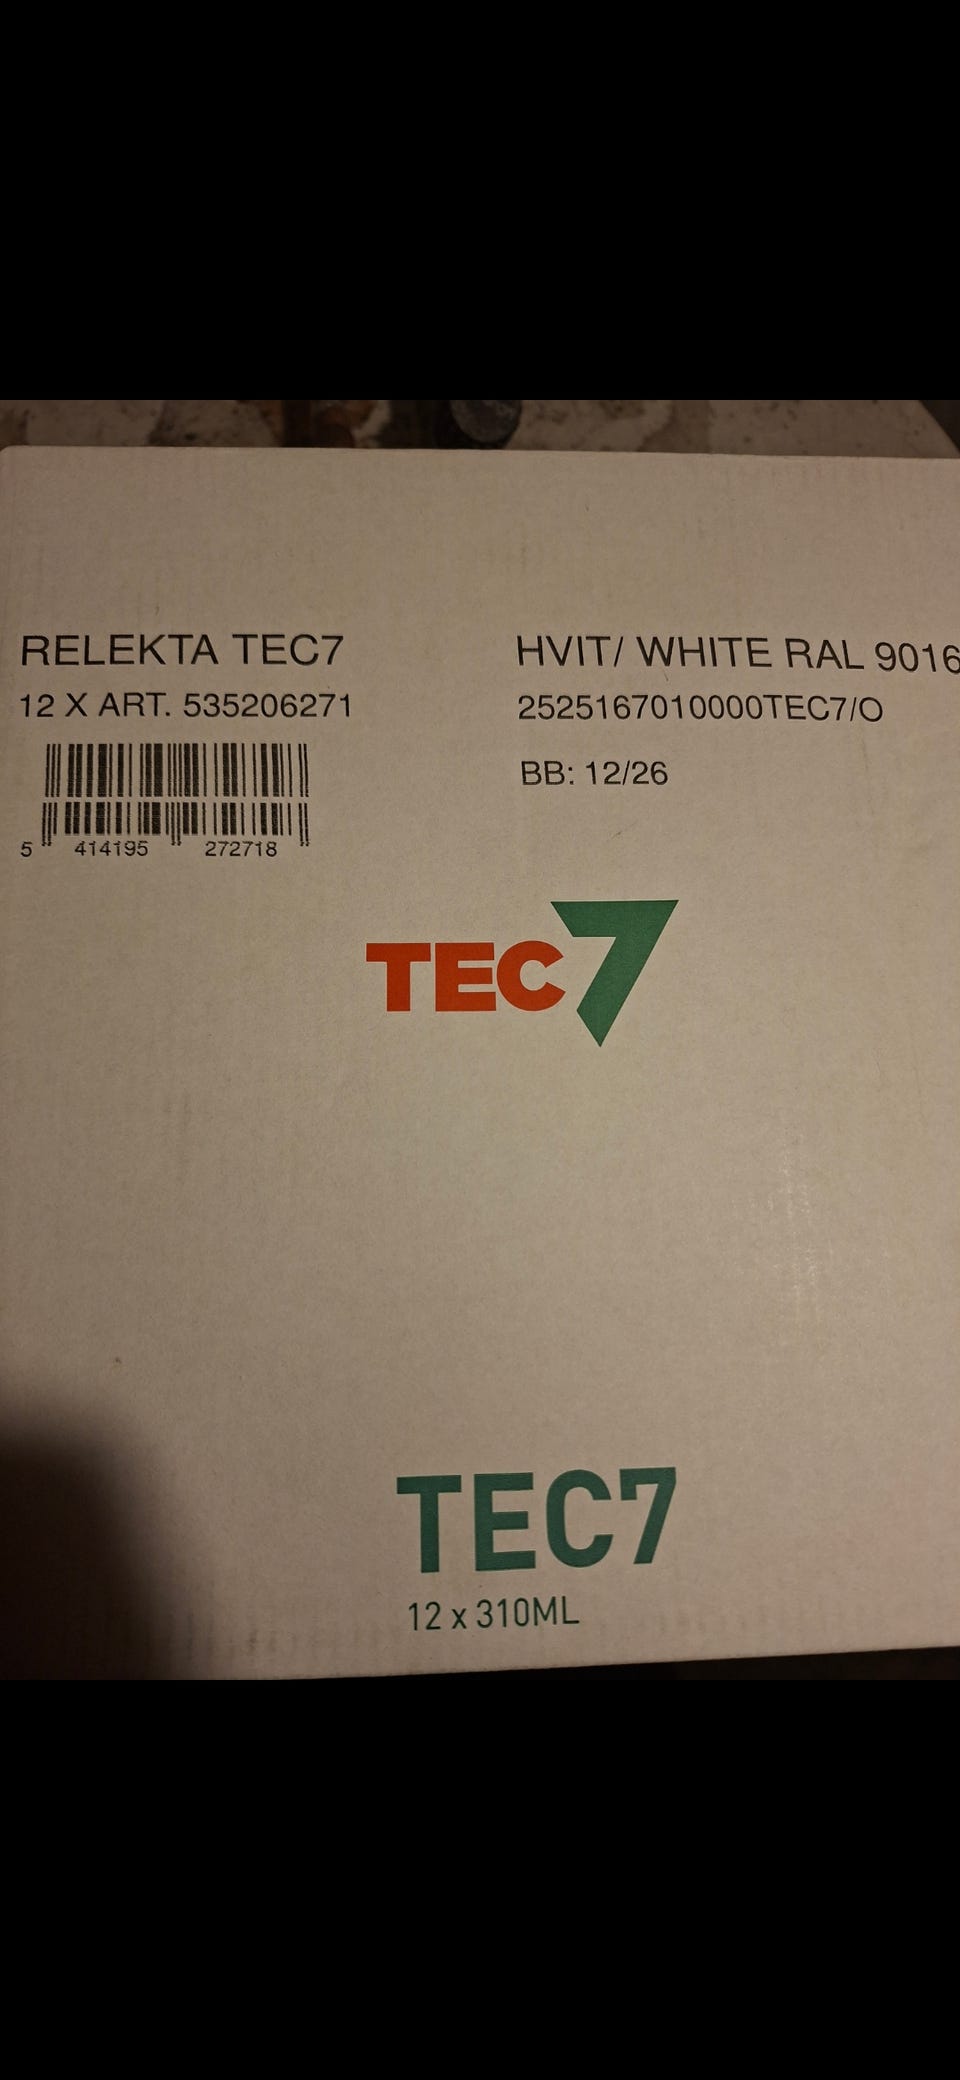 RELEKTA TEC7
12 X ART. 535206271
5 414195 272718
HVIT/ WHITE RAL 9016
2525167010000TEC7/O
BB: 12/26
TEC7
TEC7
12 x 310ML